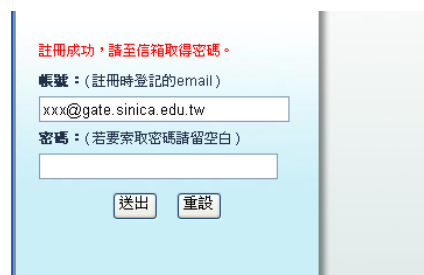 註冊成功，請至信箱取得密碼。
帳號：(註冊時登記的email)
xxx@gate.sinica.edu.tw
密碼：(若要索取密碼請留空白)
送出 重設